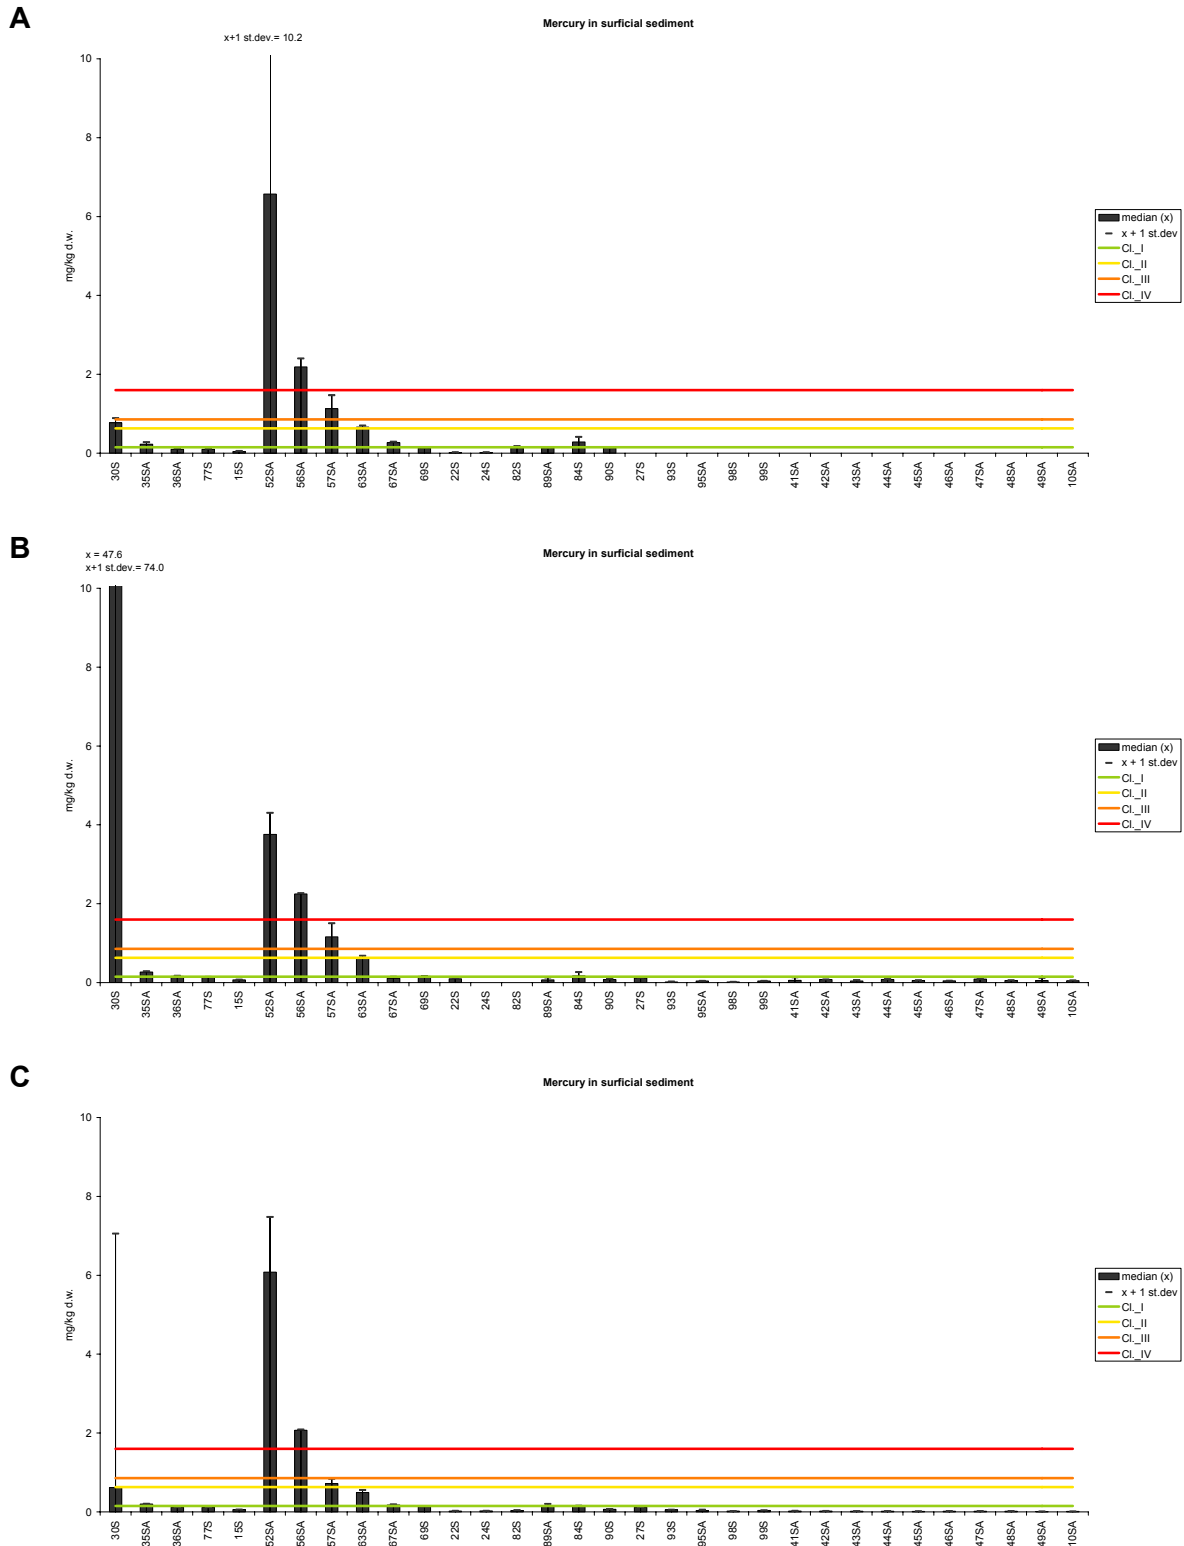 A
Mercury in surficial sediment
x+1 st.dev.= 10.2
10
8
6
4
2
0
mg/kg d.w.
30S
35SA
36SA
77S
15S
52SA
56SA
57SA
63SA
67SA
69S
22S
24S
82S
89SA
84S
90S
27S
93S
95SA
98S
99S
41SA
42SA
43SA
44SA
45SA
46SA
47SA
48SA
49SA
10SA
median (x)
x + 1 st.dev
Cl._I
Cl._II
Cl._III
Cl._IV
B
Mercury in surficial sediment
x = 47.6
x+1 st.dev.= 74.0
10
8
6
4
2
0
mg/kg d.w.
30S
35SA
36SA
77S
15S
52SA
56SA
57SA
63SA
67SA
69S
22S
24S
82S
89SA
84S
90S
27S
93S
95SA
98S
99S
41SA
42SA
43SA
44SA
45SA
46SA
47SA
48SA
49SA
10SA
median (x)
x + 1 st.dev
Cl._I
Cl._II
Cl._III
Cl._IV
C
Mercury in surficial sediment
10
8
6
4
2
0
mg/kg d.w.
30S
35SA
36SA
77S
15S
52SA
56SA
57SA
63SA
67SA
69S
22S
24S
82S
89SA
84S
90S
27S
93S
95SA
98S
99S
41SA
42SA
43SA
44SA
45SA
46SA
47SA
48SA
49SA
10SA
median (x)
x + 1 st.dev
Cl._I
Cl._II
Cl._III
Cl._IV